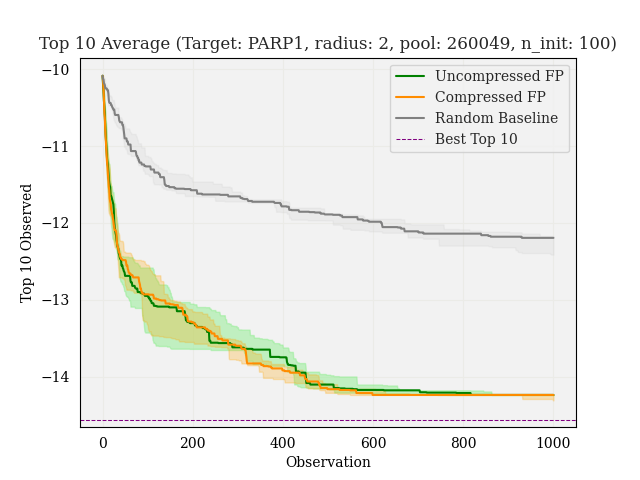 Top 10 Average (Target: PARP1, radius: 2, pool: 260049, n_init: 100)
Uncompressed FP
Compressed FP
Random Baseline
Best Top 10
Top 10 Observed
−10
−11
−12
−13
−14
0 200 400 600 800 1000
Observation